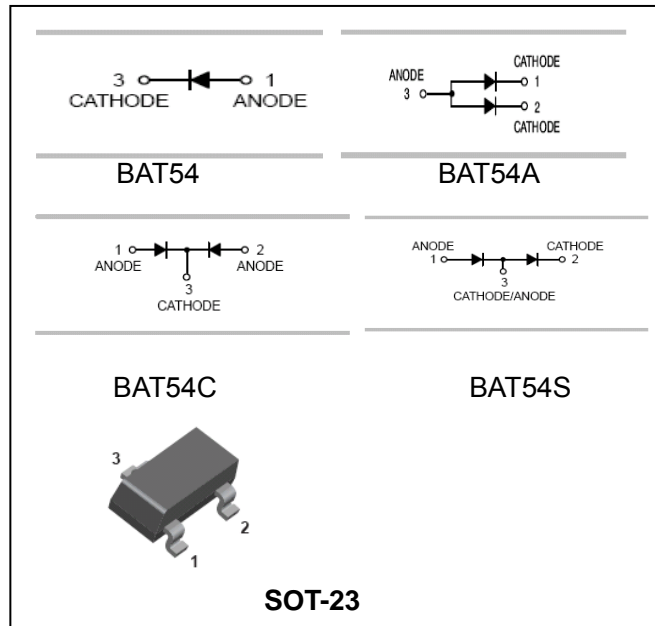 3 1
CATHODE ANODE
BAT54
CATHODE
ANODE
3 1
2
CATHODE
BAT54A
1 2
ANODE ANODE
3
CATHODE
BAT54C
ANODE CATHODE
1 2
3
CATHODE/ANODE
BAT54S
3
2
1
SOT-23